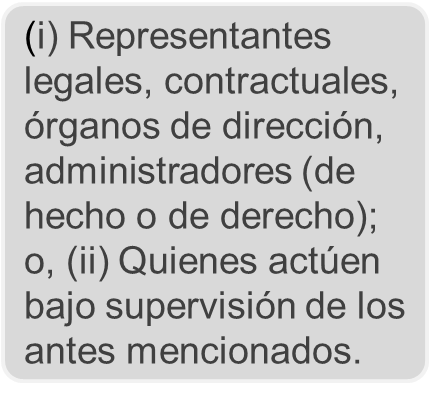 (i) Representantes
legales, contractuales,
órganos de dirección,
administradores (de
hecho o de derecho);
o, (ii) Quienes actúen
bajo supervisión de los
antes mencionados.